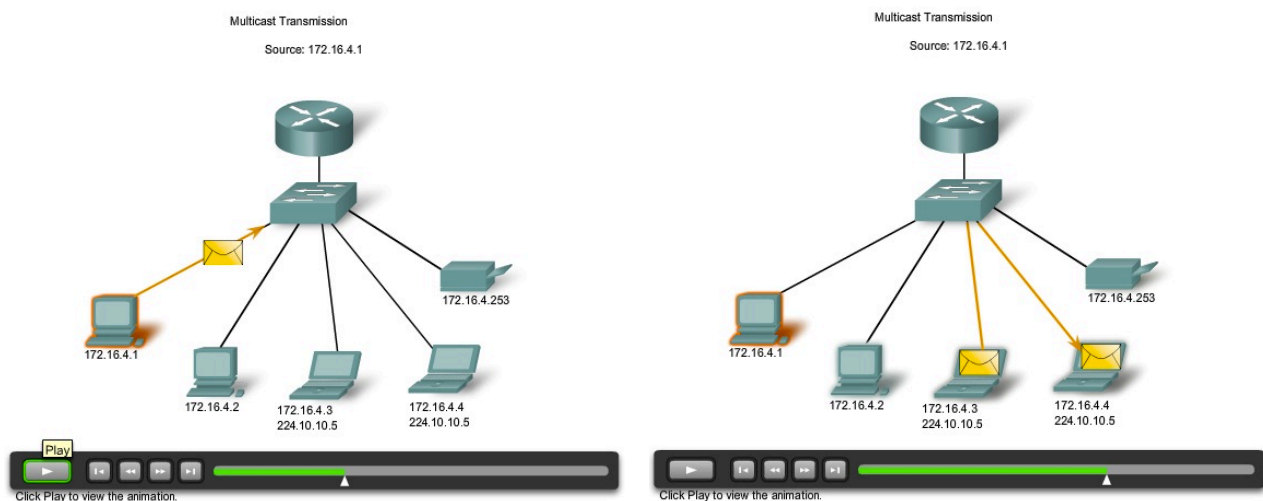 Multicast Transmission
Source: 172.16.4.1
172.16.4.253
172.16.4.1
172.16.4.2
172.16.4.3
224.10.10.5
172.16.4.4
224.10.10.5
Play
Click Play to view the animation.
Multicast Transmission
Source: 172.16.4.1
172.16.4.253
172.16.4.1
172.16.4.2
172.16.4.3
224.10.10.5
172.16.4.4
224.10.10.5
Click Play to view the animation.